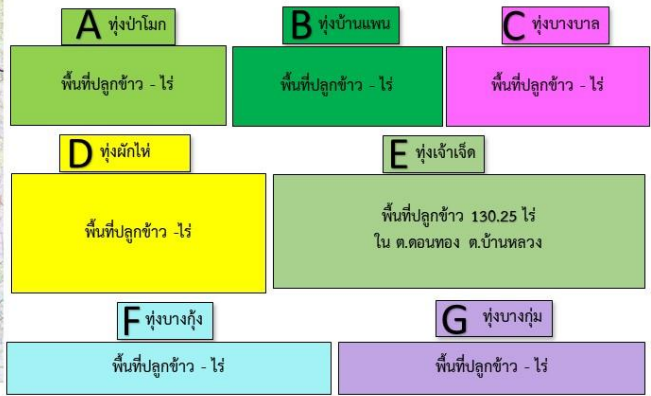 A ทุ่งป่าโมก
B ทุ่งบ้านแพน
C ทุ่งบางบาล
พื้นที่ปลูกข้าว - ไร่
พื้นที่ปลูกข้าว - ไร่
พื้นที่ปลูกข้าว - ไร่
D ทุ่งผักไห่
E ทุ่งเจ้าเจ็ด
พื้นที่ปลูกข้าว -ไร่
พื้นที่ปลูกข้าว 130.25 ไร่
ใน ต.ดอนทอง ต.บ้านหลวง
F ทุ่งบางกุ้ง
G ทุ่งบางกุ่ม
พื้นที่ปลูกข้าว - ไร่
พื้นที่ปลูกข้าว - ไร่